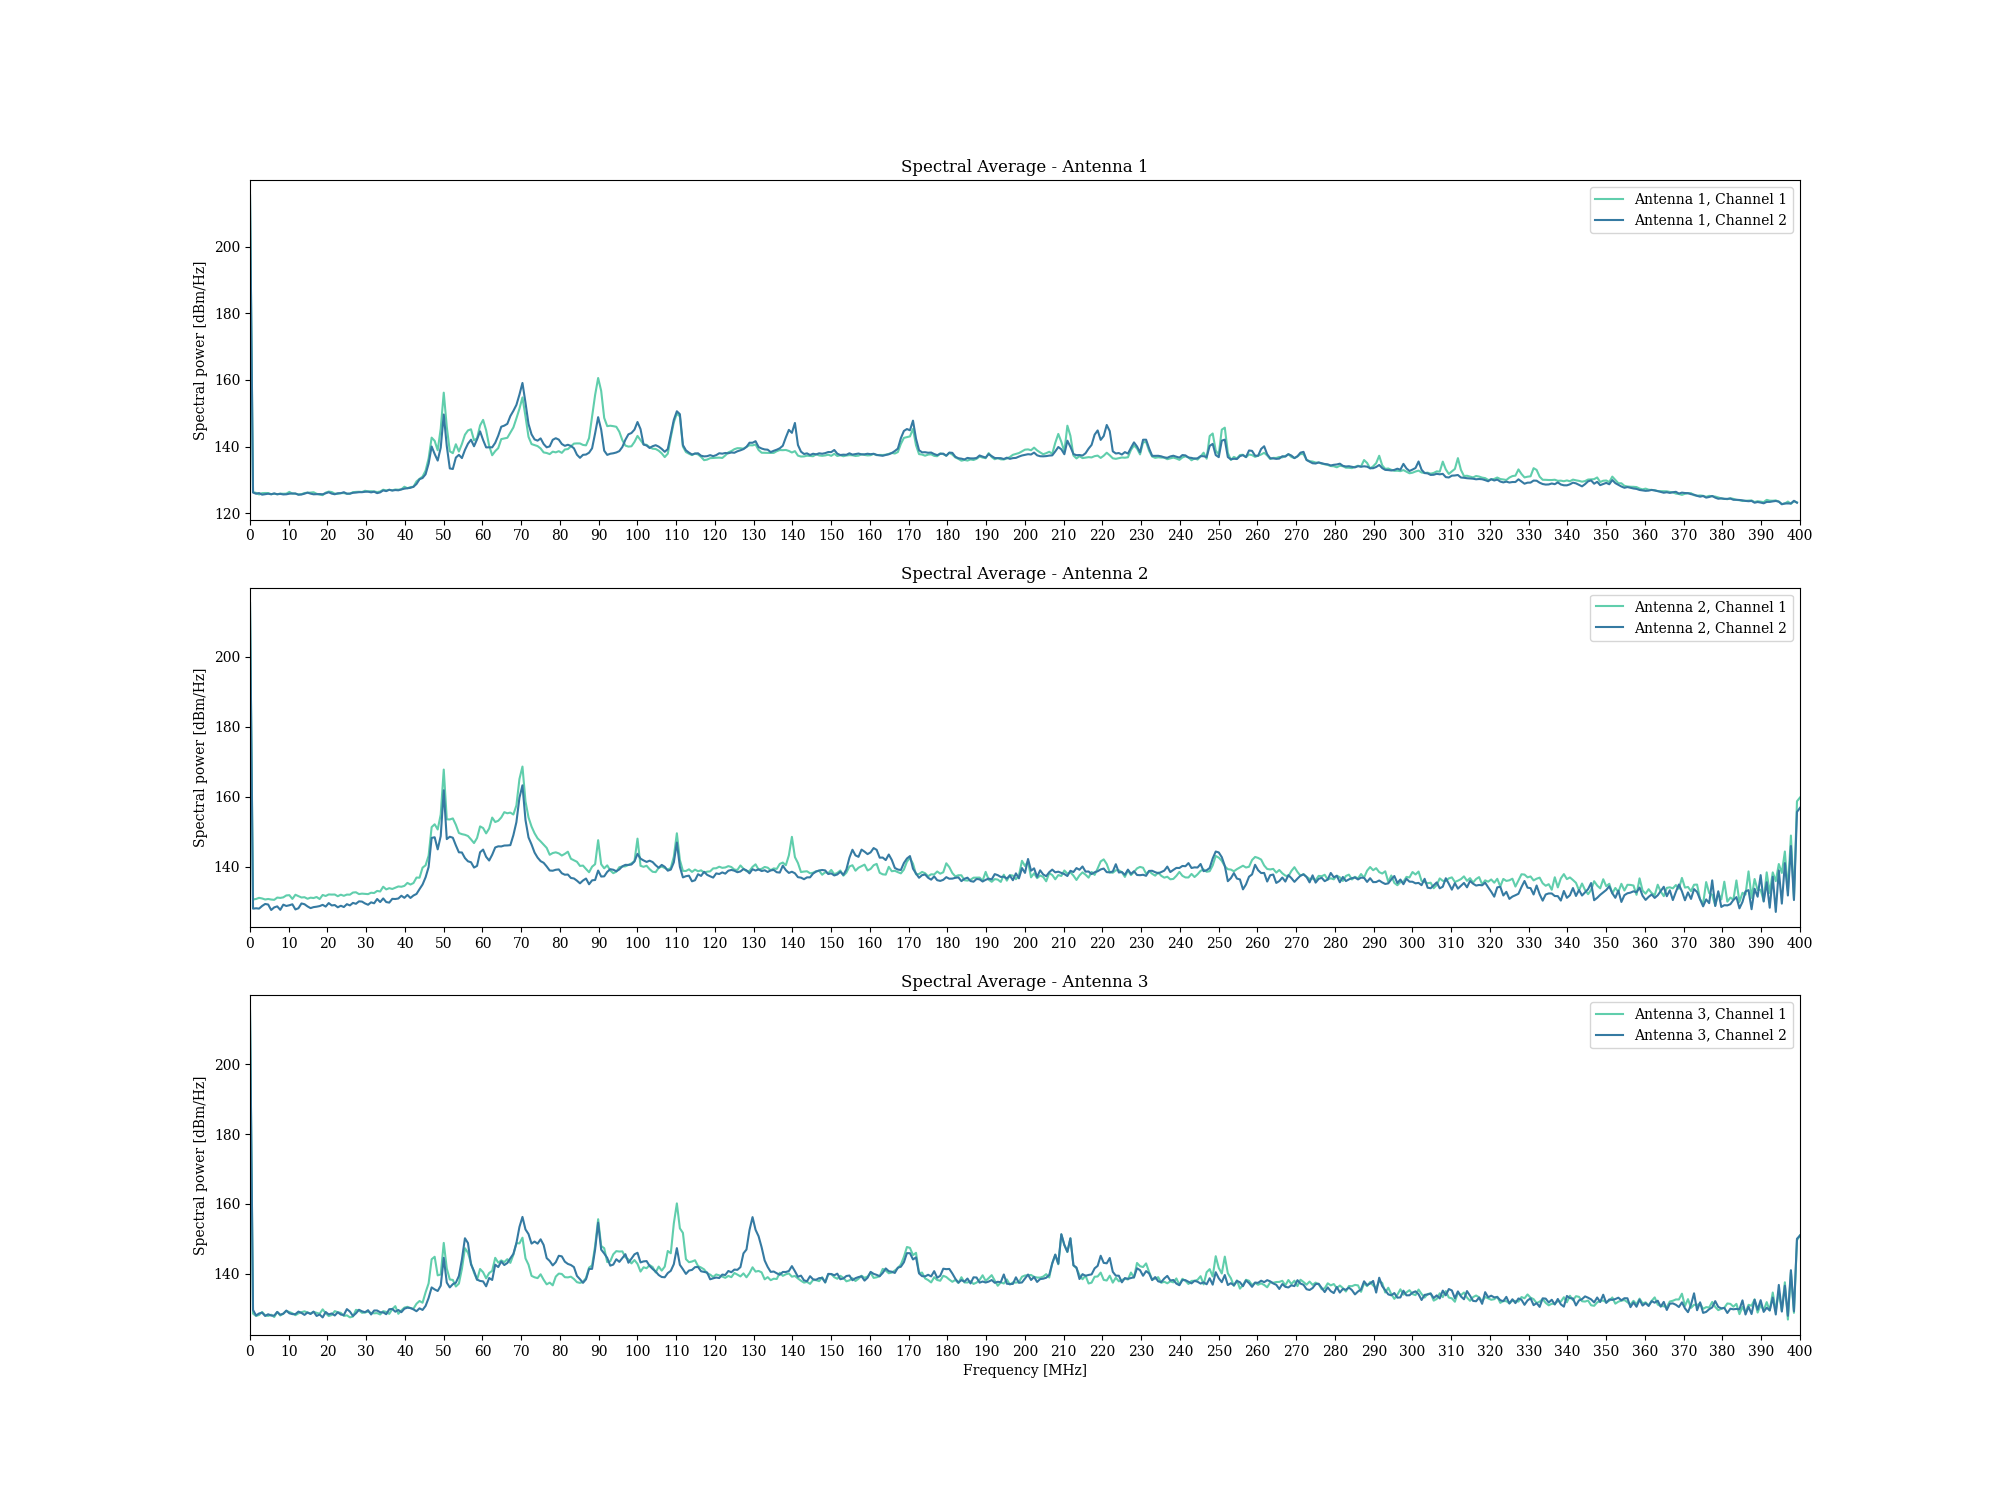 Spectral Average - Antenna 1
Antenna 1, Channel 1
Antenna 1, Channel 2
Spectral power [dBm/Hz]
200
180
160
140
120
0 10 20 30 40 50 60 70 80 90 100 110 120 130 140 150 160 170 180 190 200 210 220 230 240 250 260 270 280 290 300 310 320 330 340 350 360 370 380 390 400
Spectral Average - Antenna 2
Antenna 2, Channel 1
Antenna 2, Channel 2
Spectral power [dBm/Hz]
200
180
160
140
0 10 20 30 40 50 60 70 80 90 100 110 120 130 140 150 160 170 180 190 200 210 220 230 240 250 260 270 280 290 300 310 320 330 340 350 360 370 380 390 400
Spectral Average - Antenna 3
Antenna 3, Channel 1
Antenna 3, Channel 2
Spectral power [dBm/Hz]
200
180
160
140
0 10 20 30 40 50 60 70 80 90 100 110 120 130 140 150 160 170 180 190 200 210 220 230 240 250 260 270 280 290 300 310 320 330 340 350 360 370 380 390 400
Frequency [MHz]